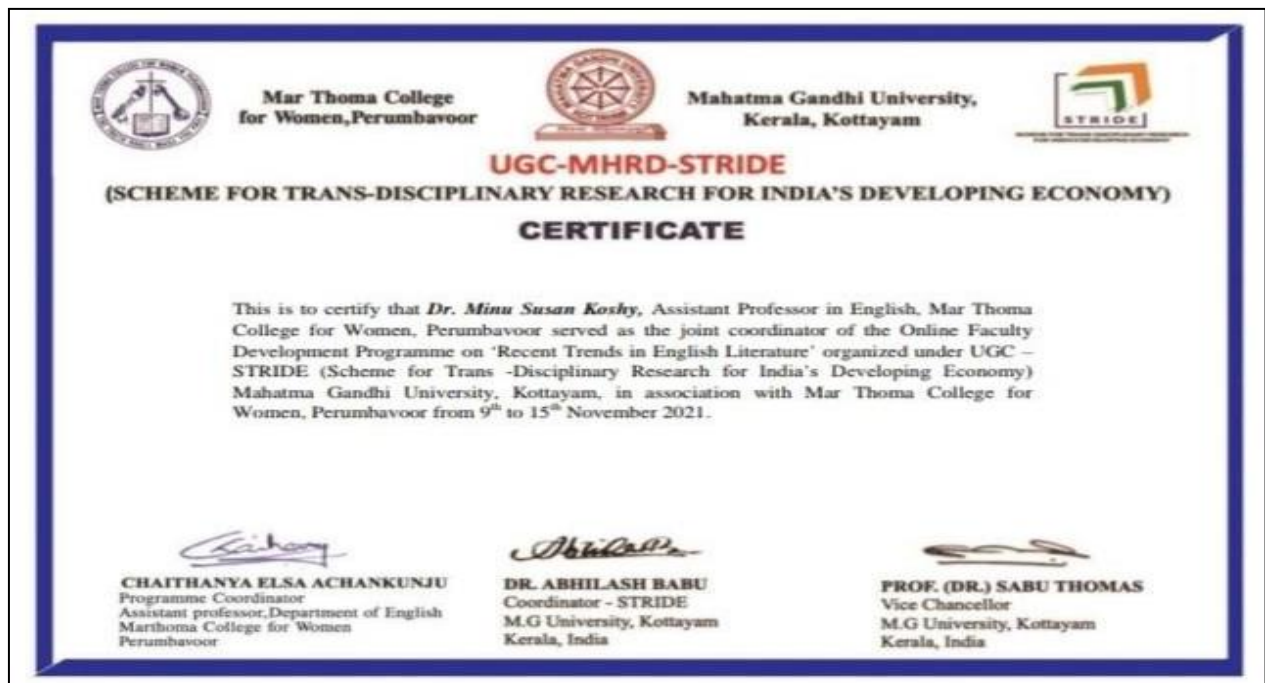 Mar Thoma College
for Women,Perumbavoor
Mahatma Gandhi University,
Kerala, Kottayam
STRIDE
UGC-MHRD-STRIDE
(SCHEME FOR TRANS-DISCIPLINARY RESEARCH FOR INDIA'S DEVELOPING ECONOMY)
CERTIFICATE
This is to certify that Dr. Minu Susan Koshy, Assistant Professor in English, Mar Thoma
College for Women, Perumbavoor served as the joint coordinator of the Online Faculty
Development Programme on 'Recent Trends in English Literature' organized under UGC –
STRIDE (Scheme for Trans -Disciplinary Research for India's Developing Economy)
Mahatma Gandhi University, Kottayam, in association with Mar Thoma College for
Women, Perumbavoor from 9th to 15th November 2021.
CHAITHANYA ELSA ACHANKUNJU
Programme Coordinator
Assistant professor,Department of English
Marthoma College for Women
Perumbavoor
DR. ABHILASH BABU
Coordinator - STRIDE
M.G University, Kottayam
Kerala, India
PROF. (DR.) SABU THOMAS
Vice Chancellor
M.G University, Kottayam
Kerala, India